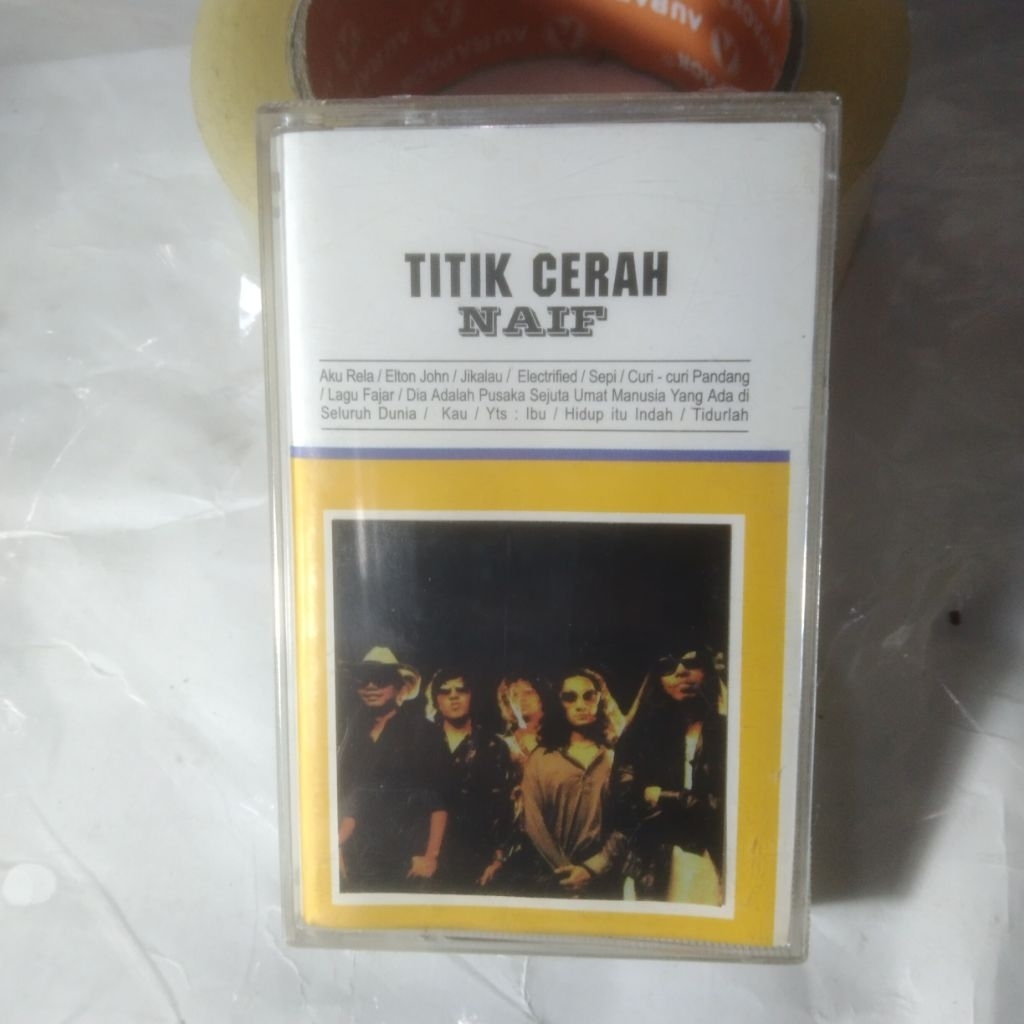 AURA
TITIK CERAH
NAIF
Aku Rela / Elton John / Jikalau / Electrified / Sepi / Curi - curi Pandang
/ Lagu Fajar / Dia Adalah Pusaka Sejuta Umat Manusia Yang Ada di
Seluruh Dunia / Kau / Yts : Ibu / Hidup itu Indah / Tidurlah